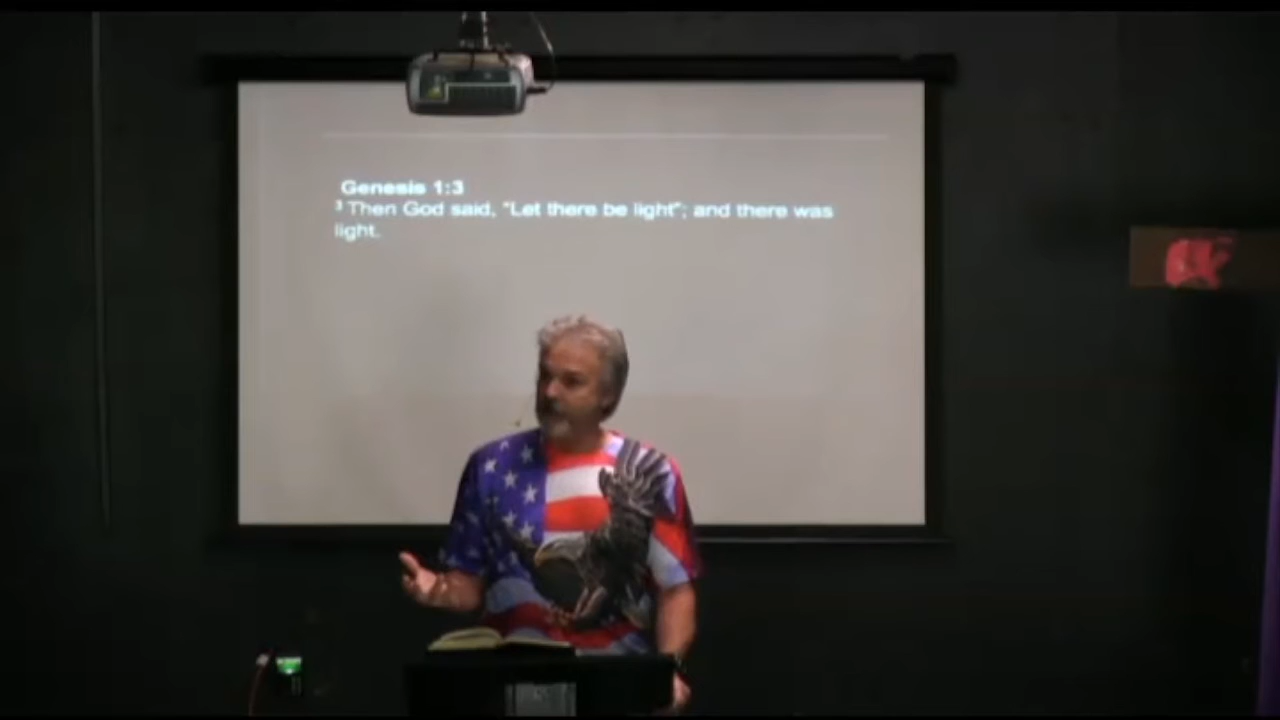 Genesis 1:3
3 Then God said, "Let there be light"; and there was
light.